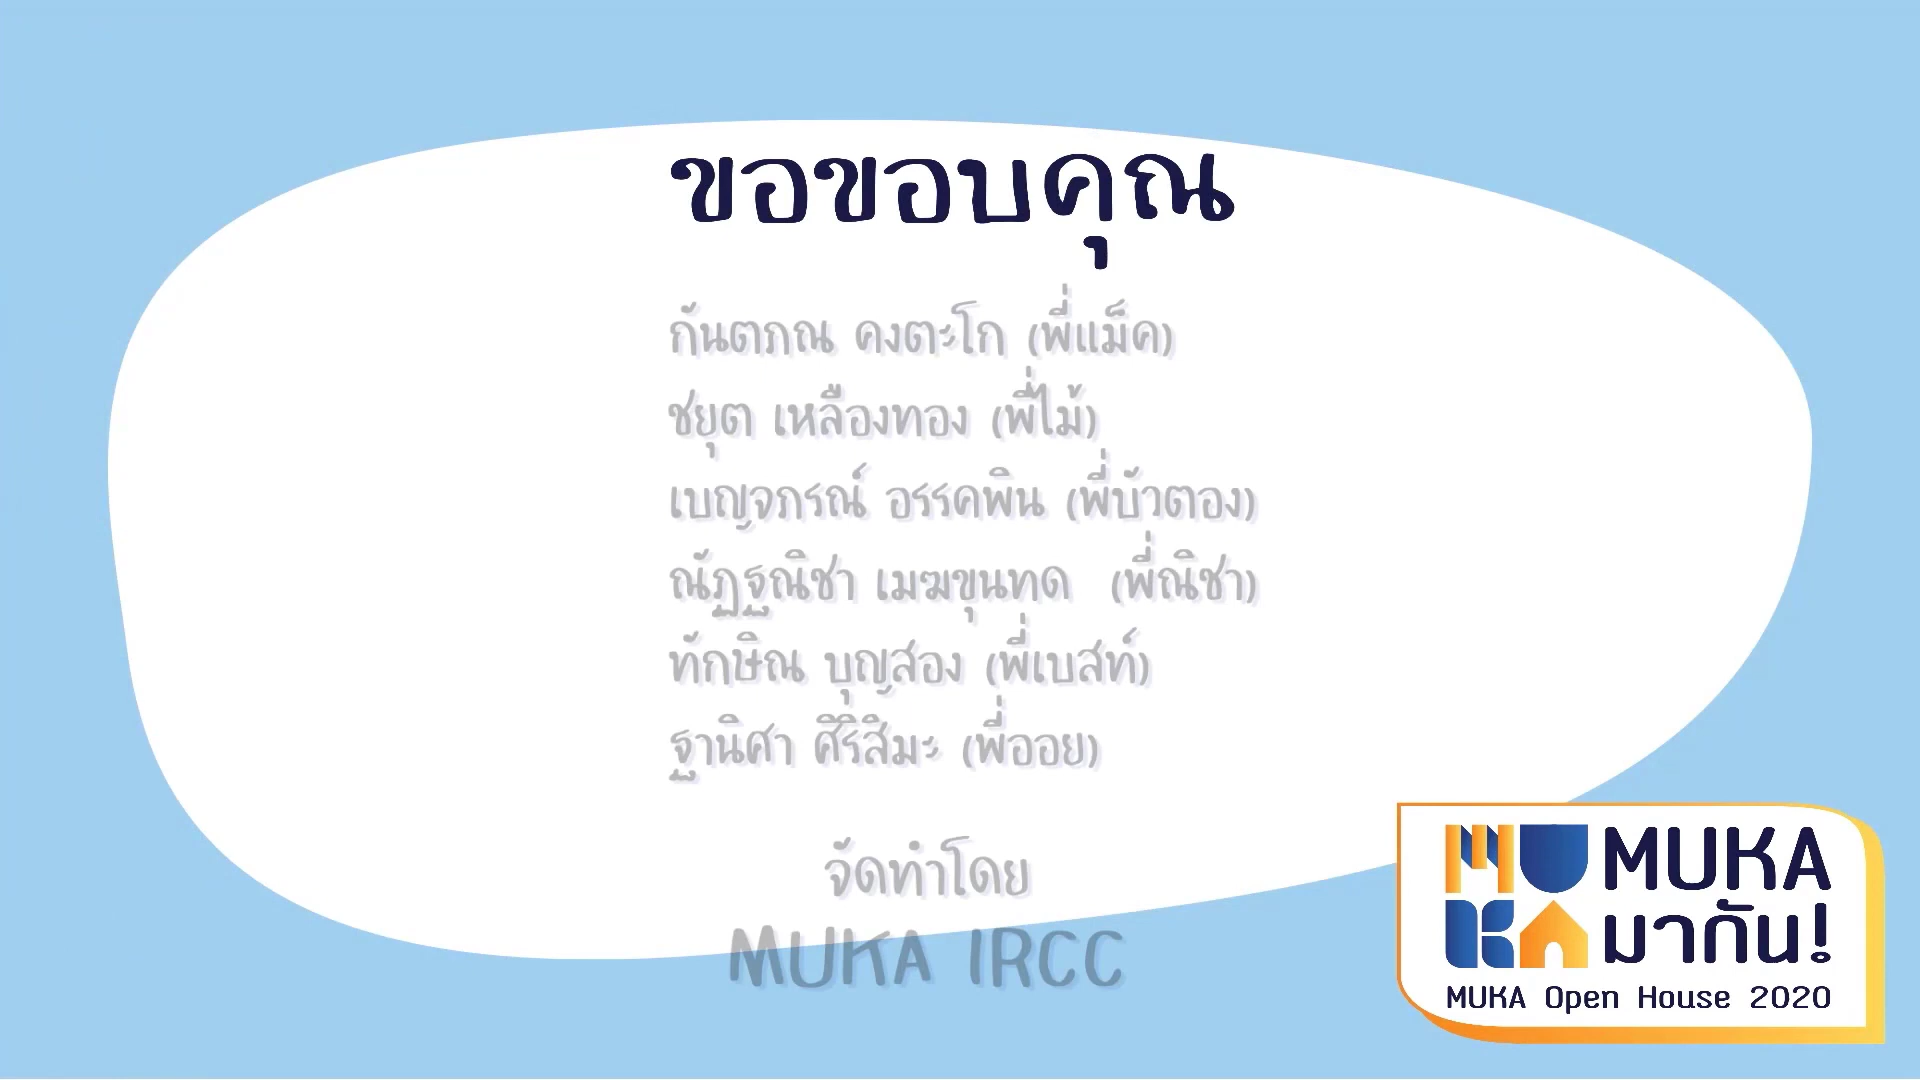 ขอขอบคุณ
กันตภณ คงตะโก (พี่แม็ค)
ชยุต เหลืองทอง (พี่ไม้)
เบญจภรณ์ อรรคพิน (พี่บัวตอง)
ณัฏฐณิชา เมฆขุนทด (พี่ณิชา)
ทักษิณ บุญสอง (พี่เบสท์)
ฐานิศา ศิริสิมะ (พี่ออย)
จัดทำโดย
MUKA IRCC
MUKA
MUKA
มากัน!
MUKA Open House 2020